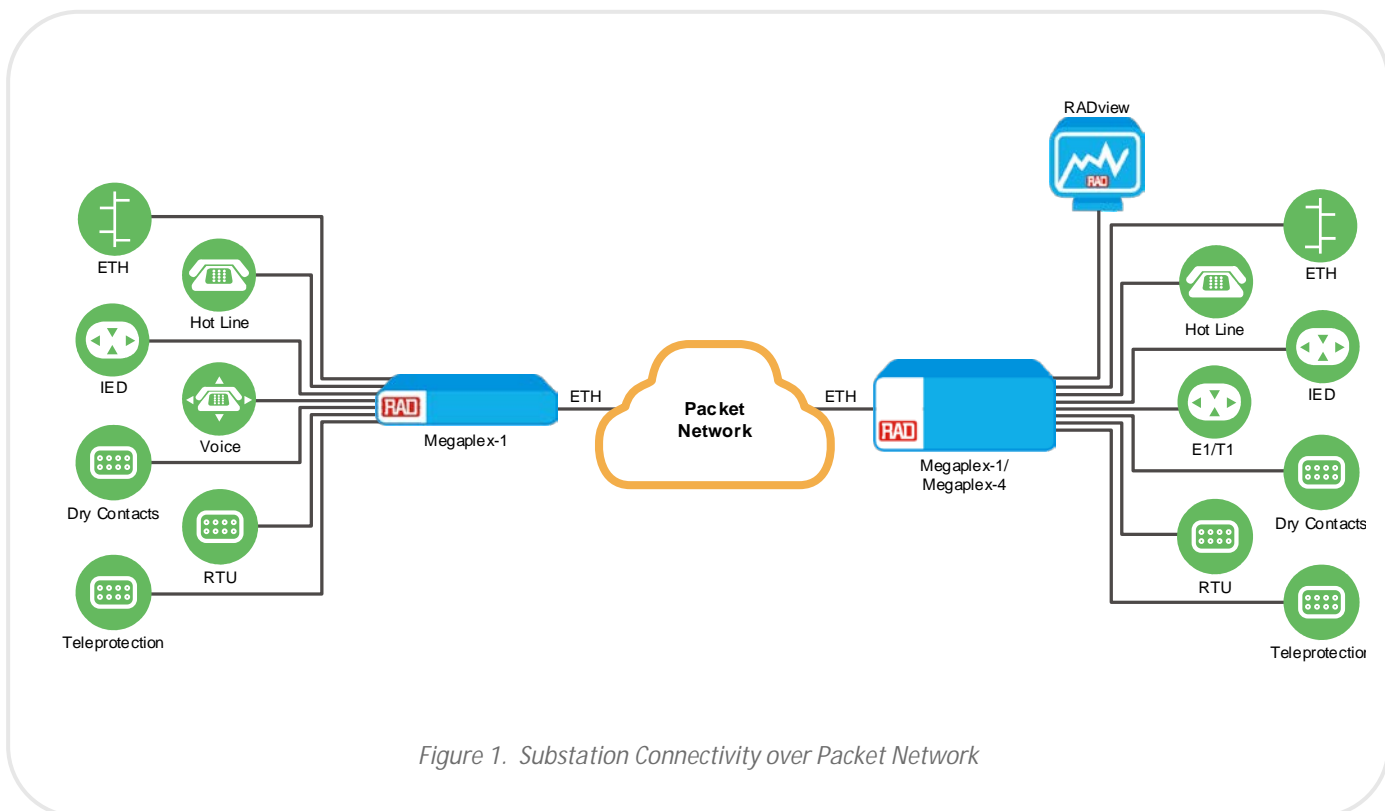 RADview
RAD
ETH
Hot Line
IED
Voice
Dry Contacts
RTU
Teleprotection
RAD
Megaplex-1
ETH
Packet
Network
ETH
RAD
Megaplex-1/
Megaplex-4
ETH
Hot Line
IED
E1/T1
Dry Contacts
RTU
Teleprotection
Figure 1. Substation Connectivity over Packet Network